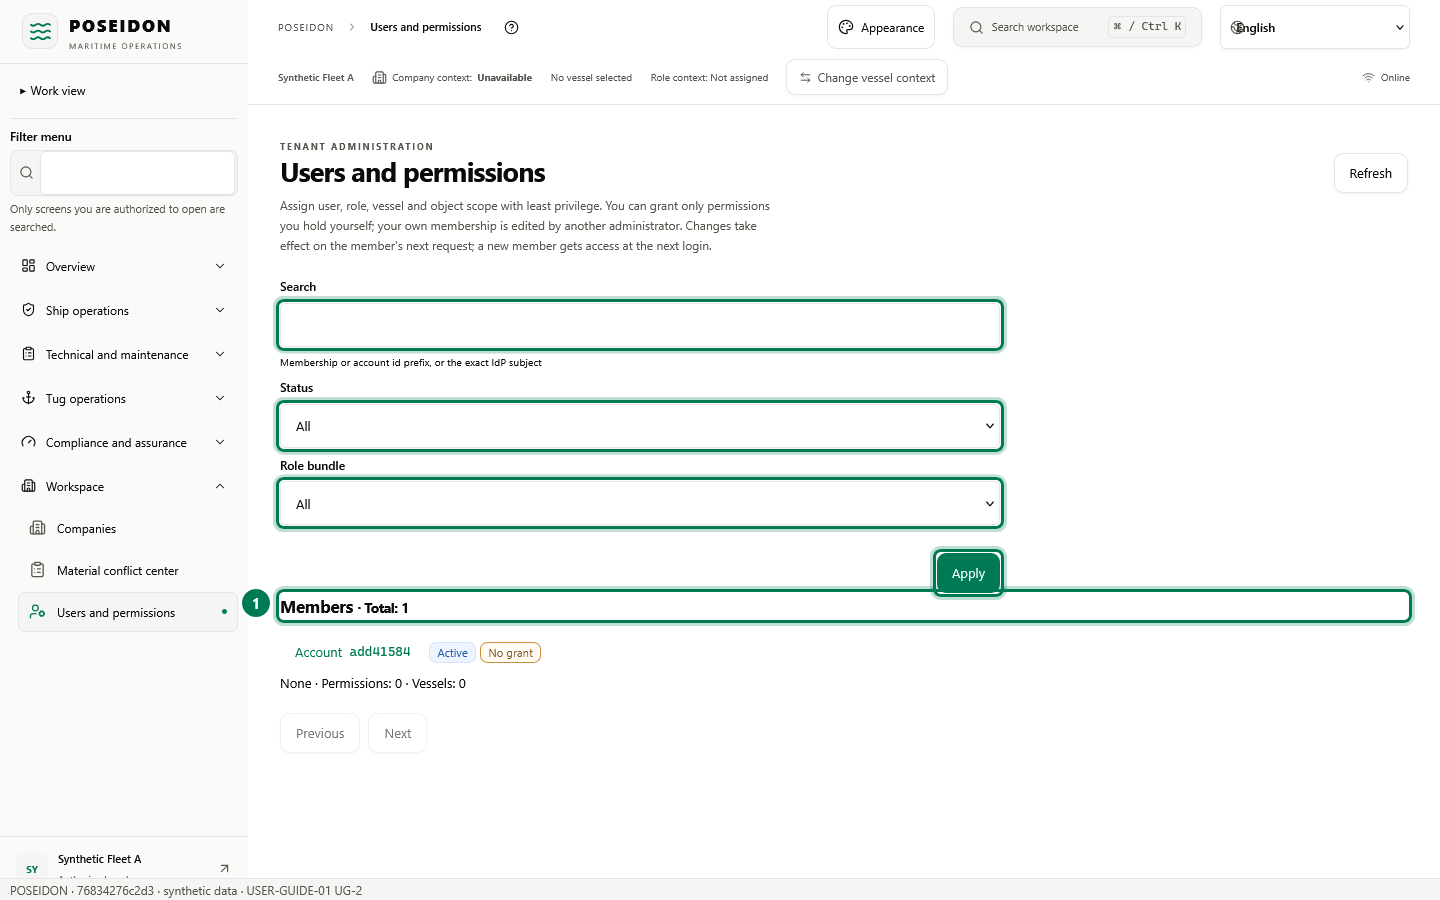 POSEIDON
MARITIME OPERATIONS
Work view
Filter menu
Only screens you are authorized to open are
searched.
Overview
Ship operations
Technical and maintenance
Tug operations
Compliance and assurance
Workspace
Companies
Material conflict center
Users and permissions
SY
Synthetic Fleet A
POSEIDON
Users and permissions
Appearance
Search workspace
⌘ / Ctrl K
English
Synthetic Fleet A
Company context: Unavailable
No vessel selected
Role context: Not assigned
Change vessel context
Online
TENANT ADMINISTRATION
Users and permissions
Refresh
Assign user, role, vessel and object scope with least privilege. You can grant only permissions
you hold yourself; your own membership is edited by another administrator. Changes take
effect on the member's next request; a new member gets access at the next login.
Search
Membership or account id prefix, or the exact IdP subject
Status
All
Role bundle
All
Apply
1
Members · Total: 1
Account add41584
Active
No grant
None · Permissions: 0 · Vessels: 0
Previous
Next
POSEIDON · 76834276c2d3 · synthetic data · USER-GUIDE-01 UG-2